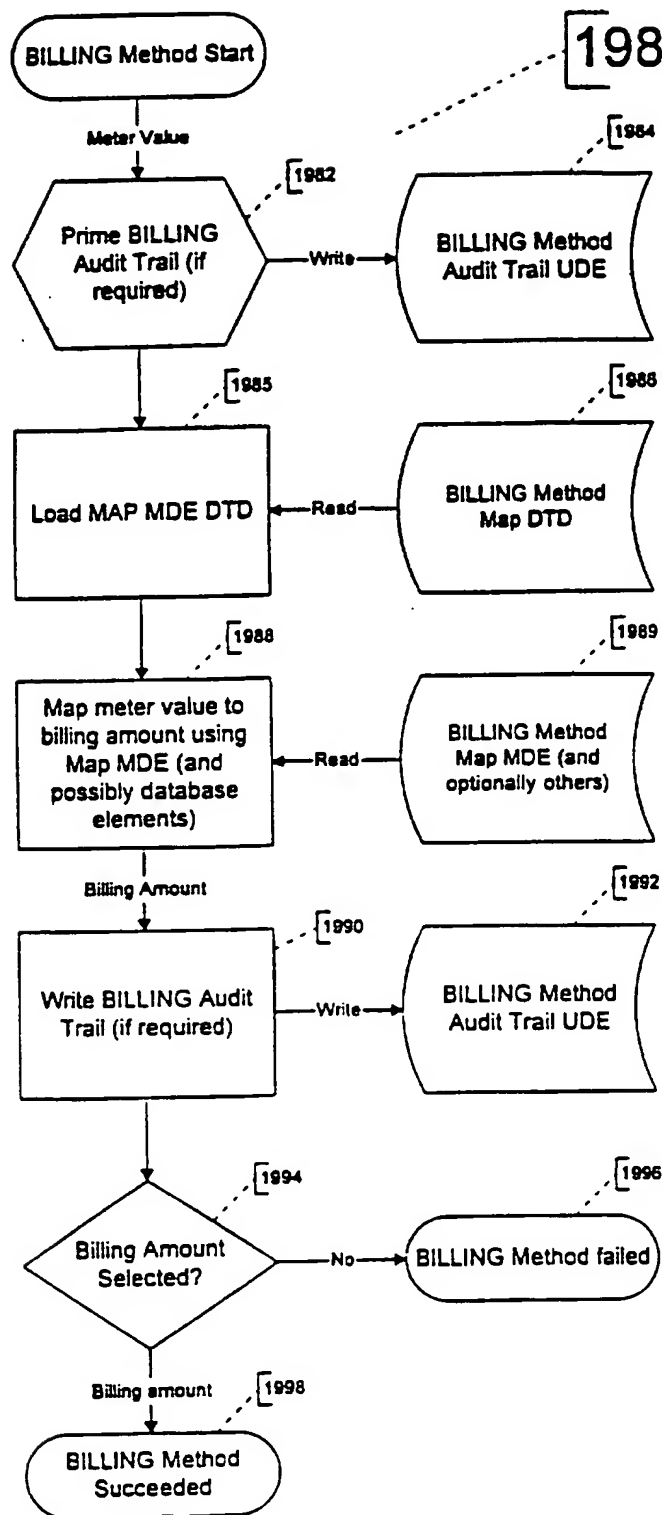 BILLING Method Start
198
Meter Value
1982
1984
Prime BILLING
Audit Trail (if
required)
Write
BILLING Method
Audit Trail UDE
1985
1986
Load MAP MDE DTD
Read
BILLING Method
Map DTD
1988
1989
Map meter value to
billing amount using
Map MDE (and
possibly database
elements)
Read
BILLING Method
Map MDE (and
optionally others)
Billing Amount
1990
1992
Write BILLING Audit
Trail (if required)
Write
BILLING Method
Audit Trail UDE
1994
1996
Billing Amount
Selected?
No
BILLING Method failed
Billing amount
1998
BILLING Method
Succeeded